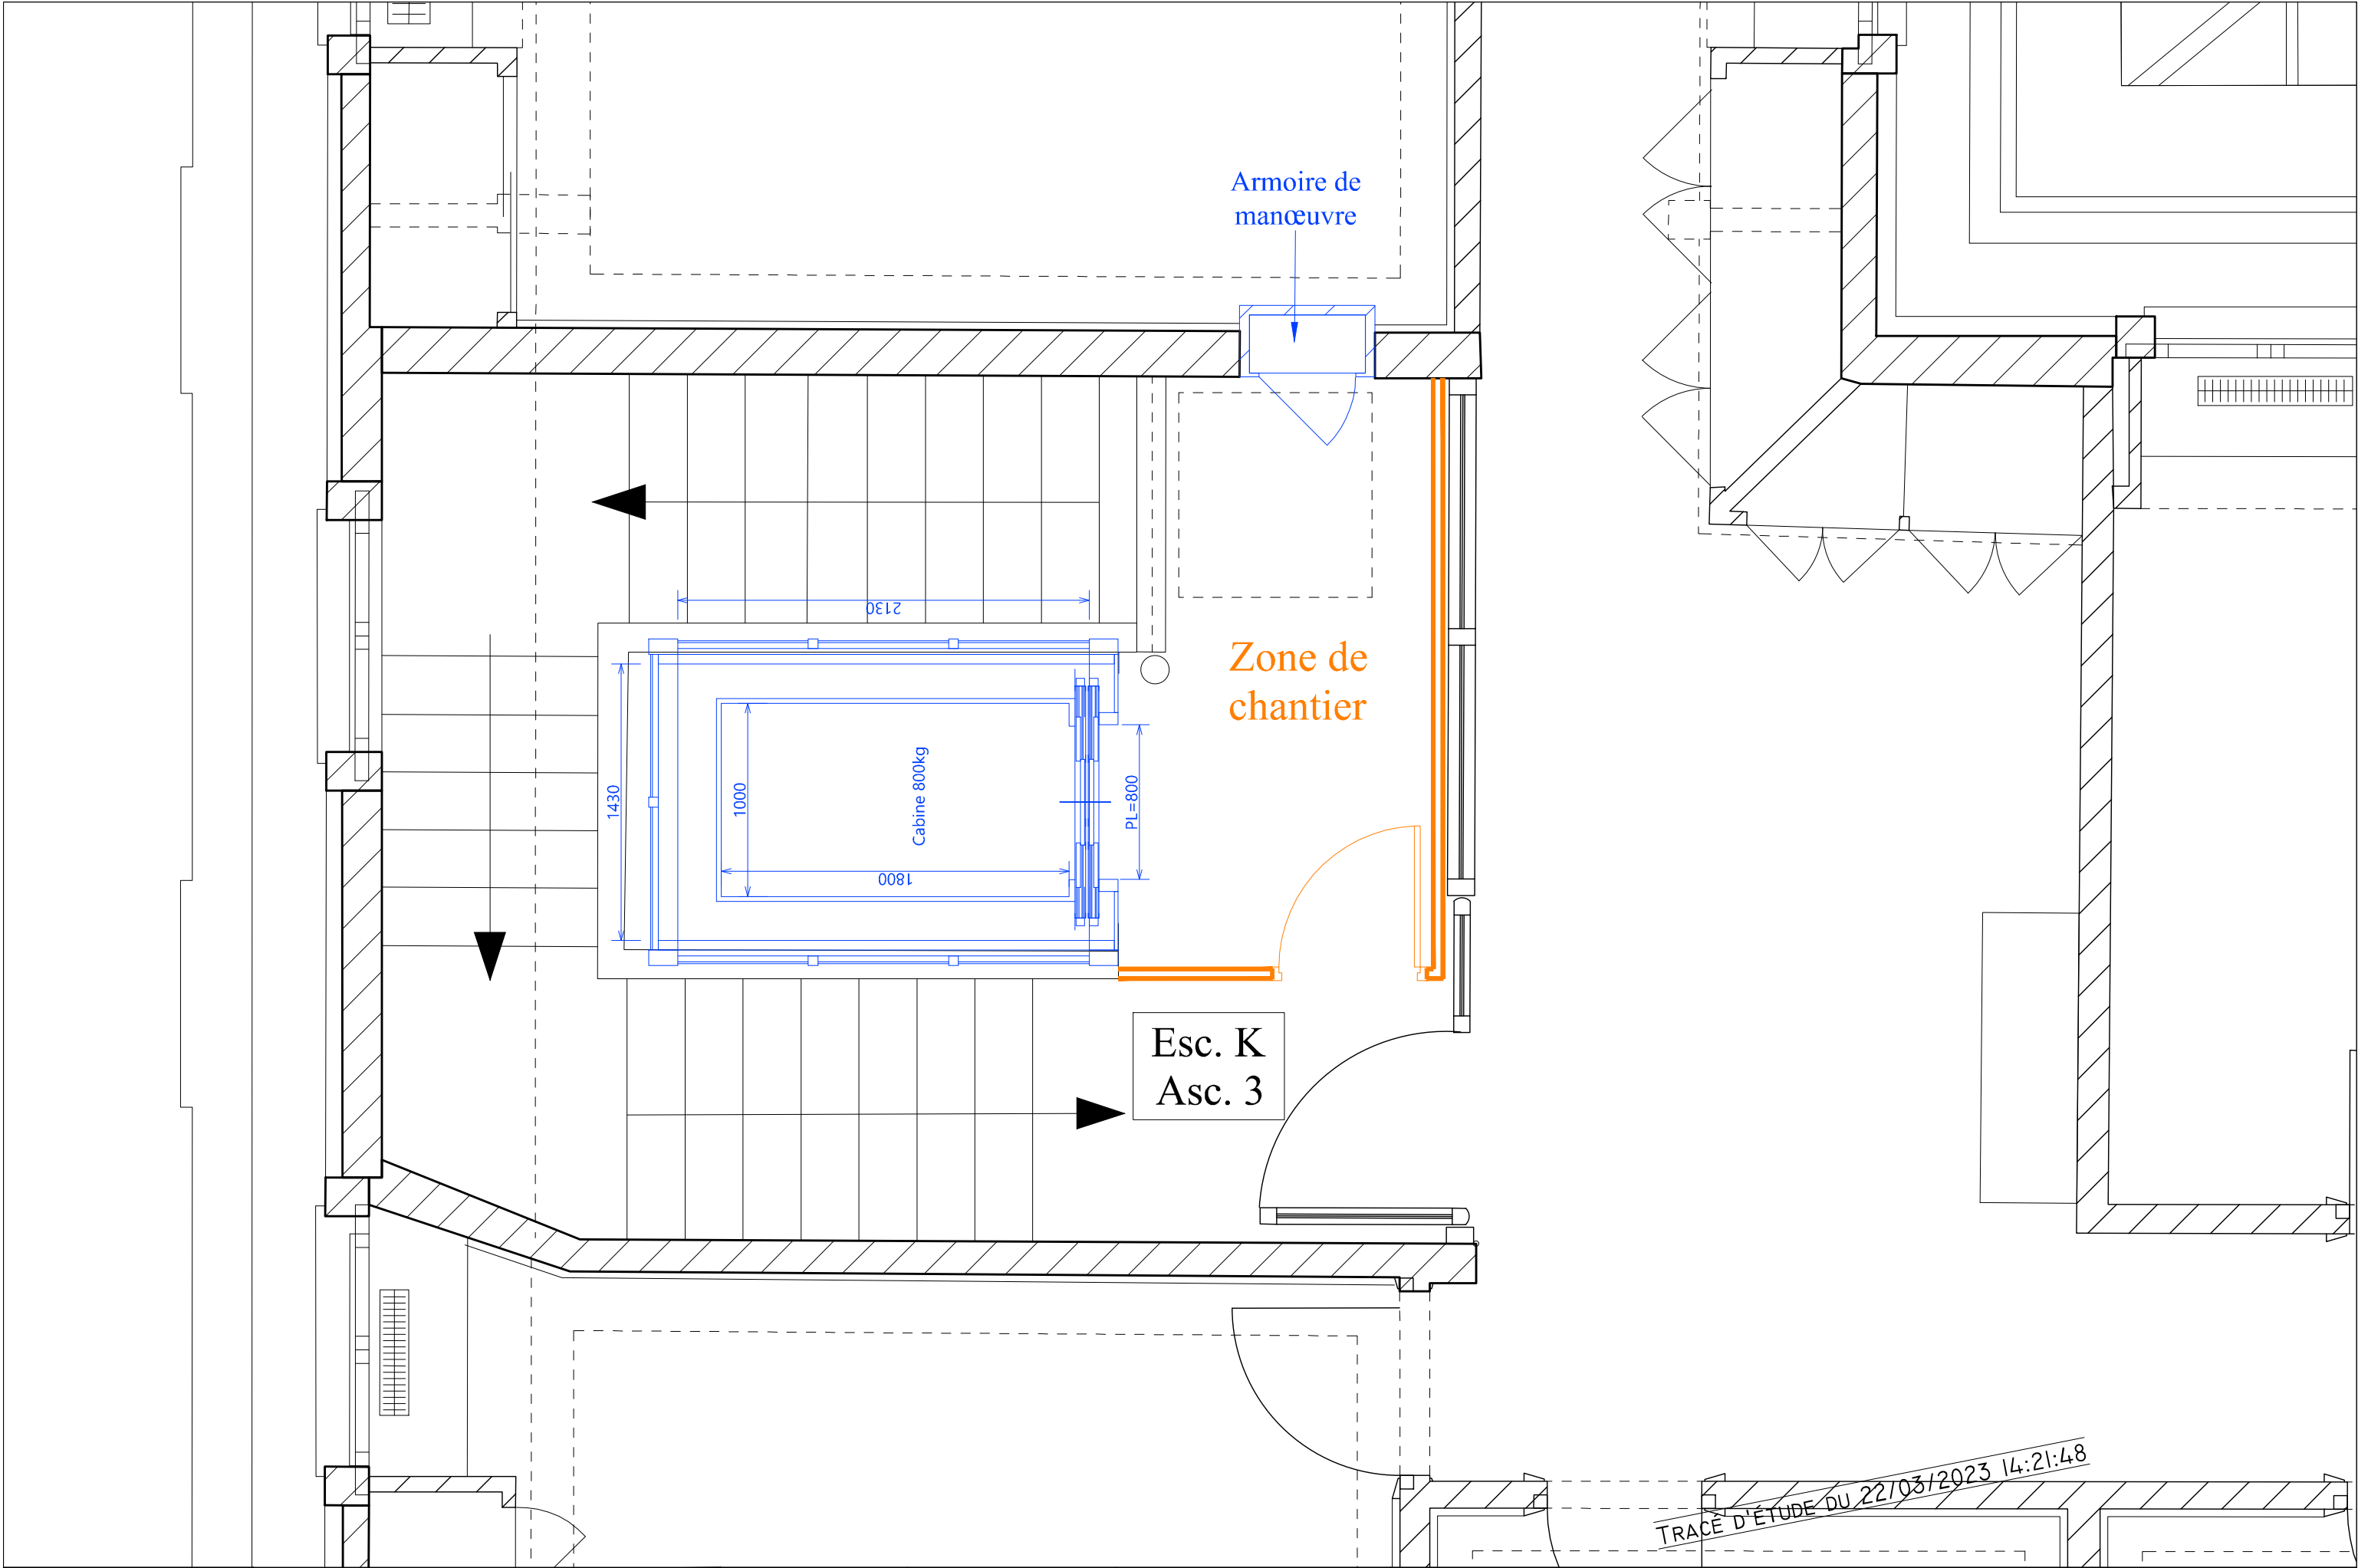 Armoire de
manœuvre
2130
Zone de
chantier
1430
1000
Cabine 800kg
PL=800
1800
Esc. K
Asc. 3
TRACÉ D'ÉTUDE DU 22/03/2023 14:21:48